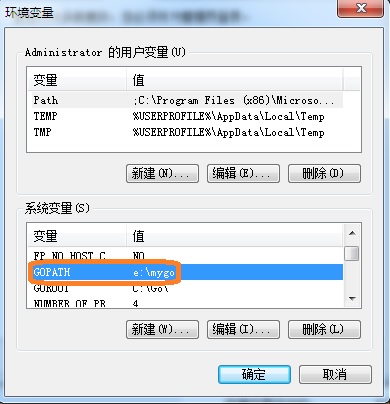 环境变量
Administrator 的用户变量(U)
变量 值
Path ;C:\Program Files (x86)\Microso...
TEMP %USERPROFILE%\AppData\Local\Temp
TMP %USERPROFILE%\AppData\Local\Temp
新建(N)... 编辑(E)... 删除(D)
系统变量(S)
变量 值
FP_NO_HOST_C... NO
GOPATH e:\mygo
GOROOT C:\Go\
NUMBER_OF_PR... 4
新建(W)... 编辑(I)... 删除(L)
确定 取消